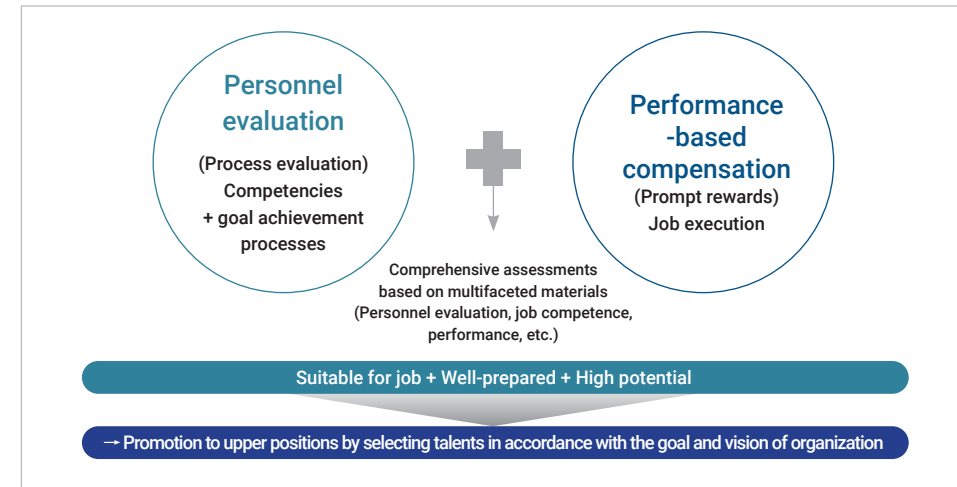 Personnel
evaluation
(Process evaluation)
Competencies
+ goal achievement
processes
Performance
-based
compensation
(Prompt rewards)
Job execution
Comprehensive assessments
based on multifaceted materials
(Personnel evaluation, job competence,
performance, etc.)
Suitable for job + Well-prepared + High potential
→ Promotion to upper positions by selecting talents in accordance with the goal and vision of organization